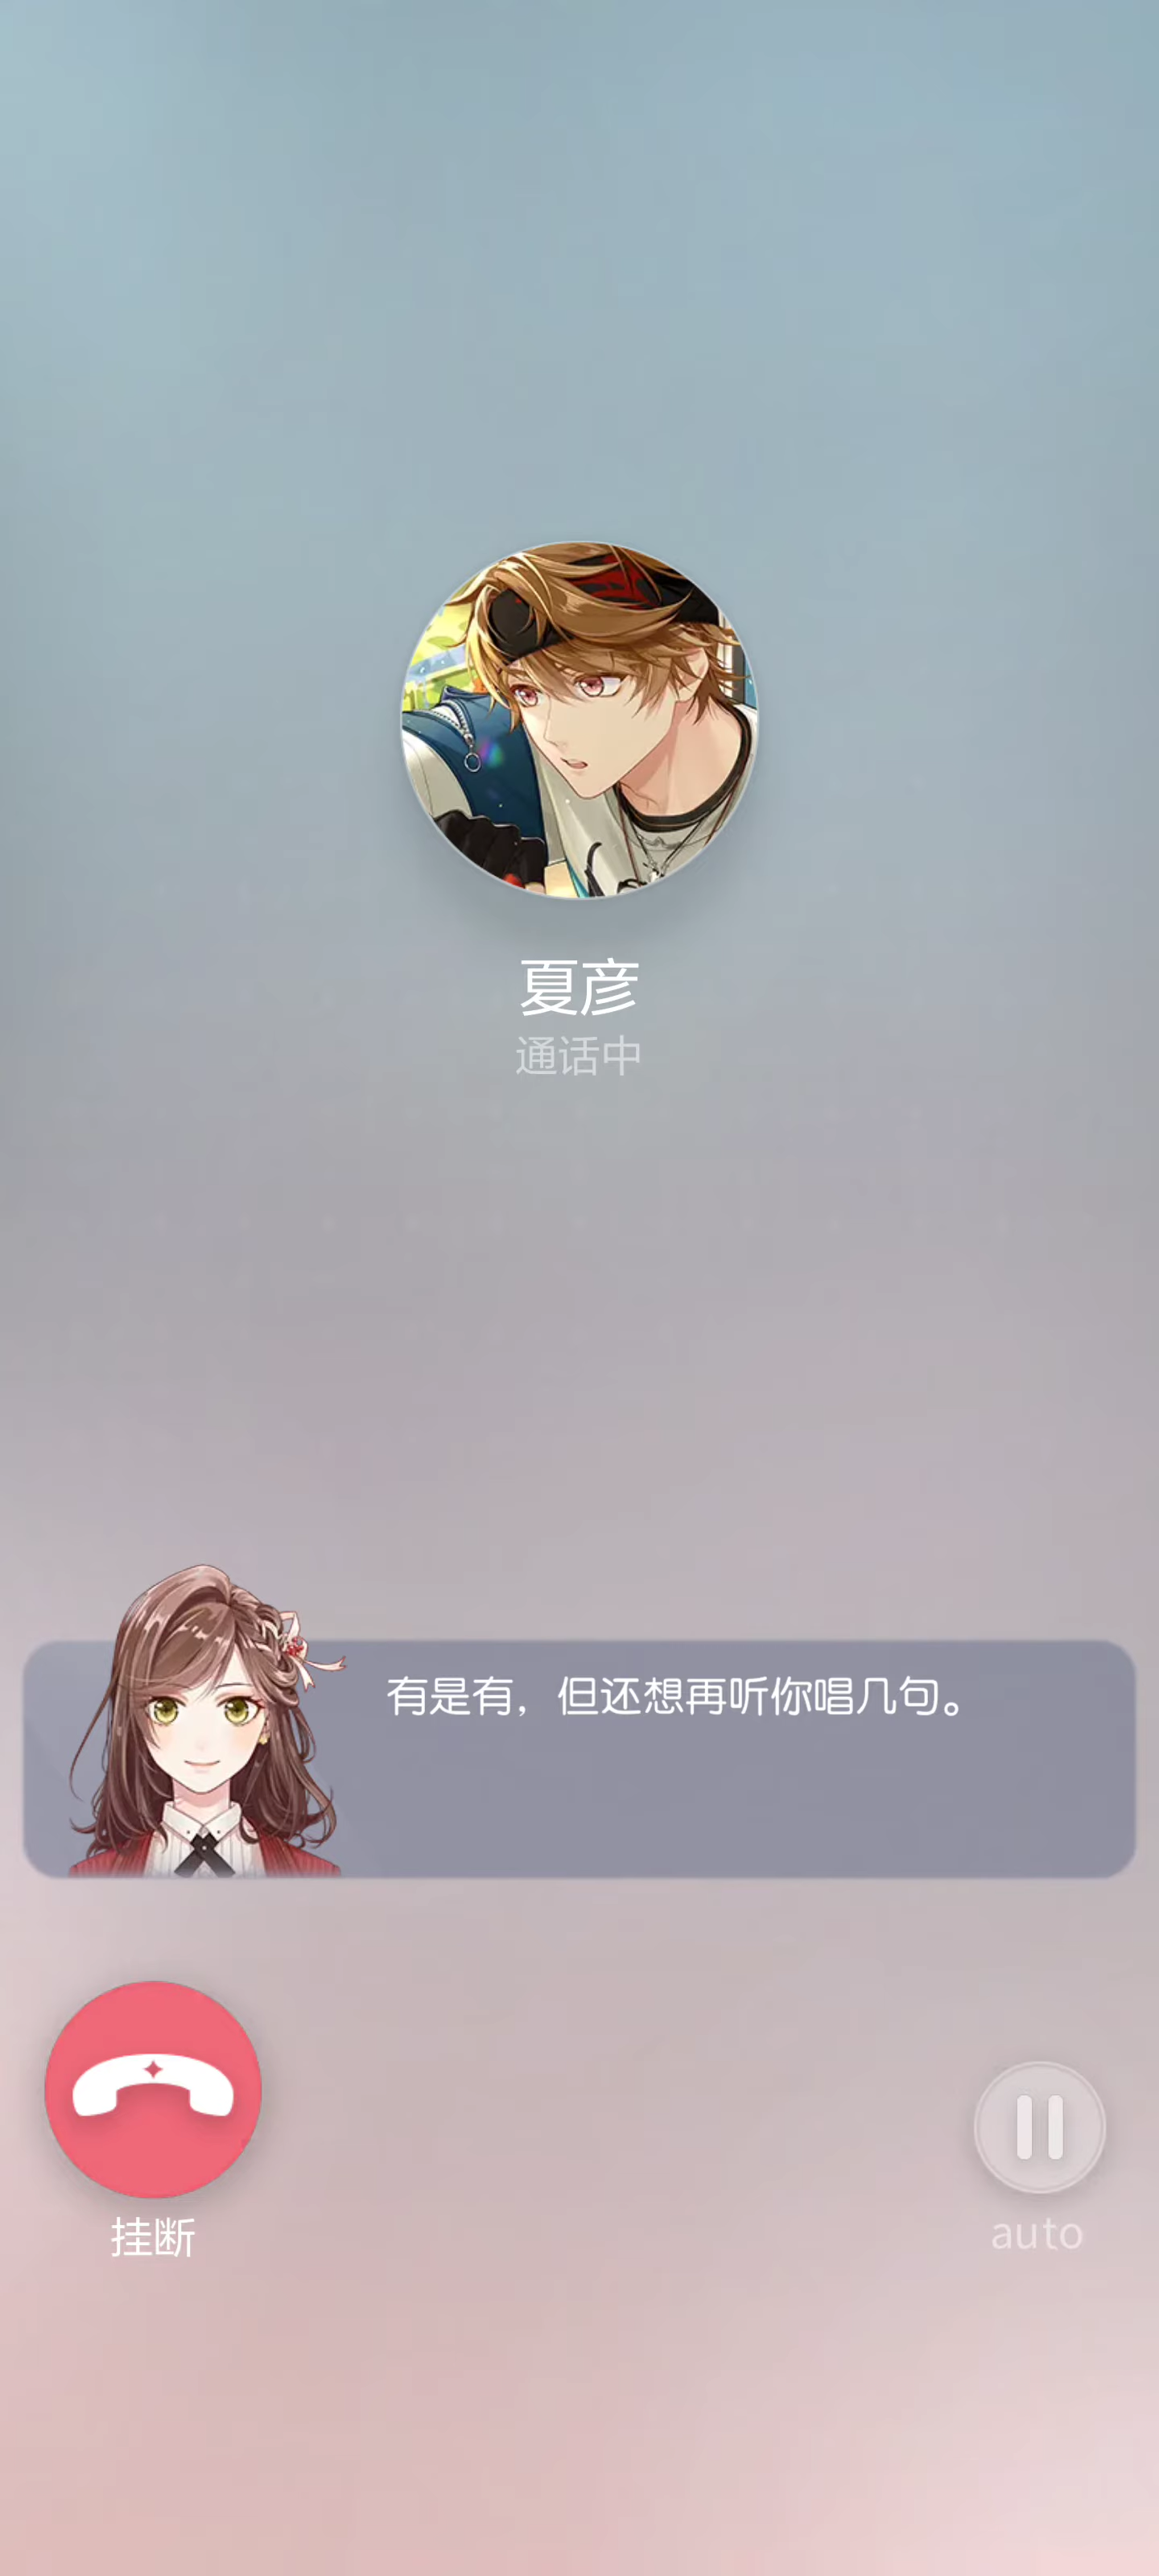 夏彦
通话中
有是有，但还想再听你唱几句。
挂断
auto